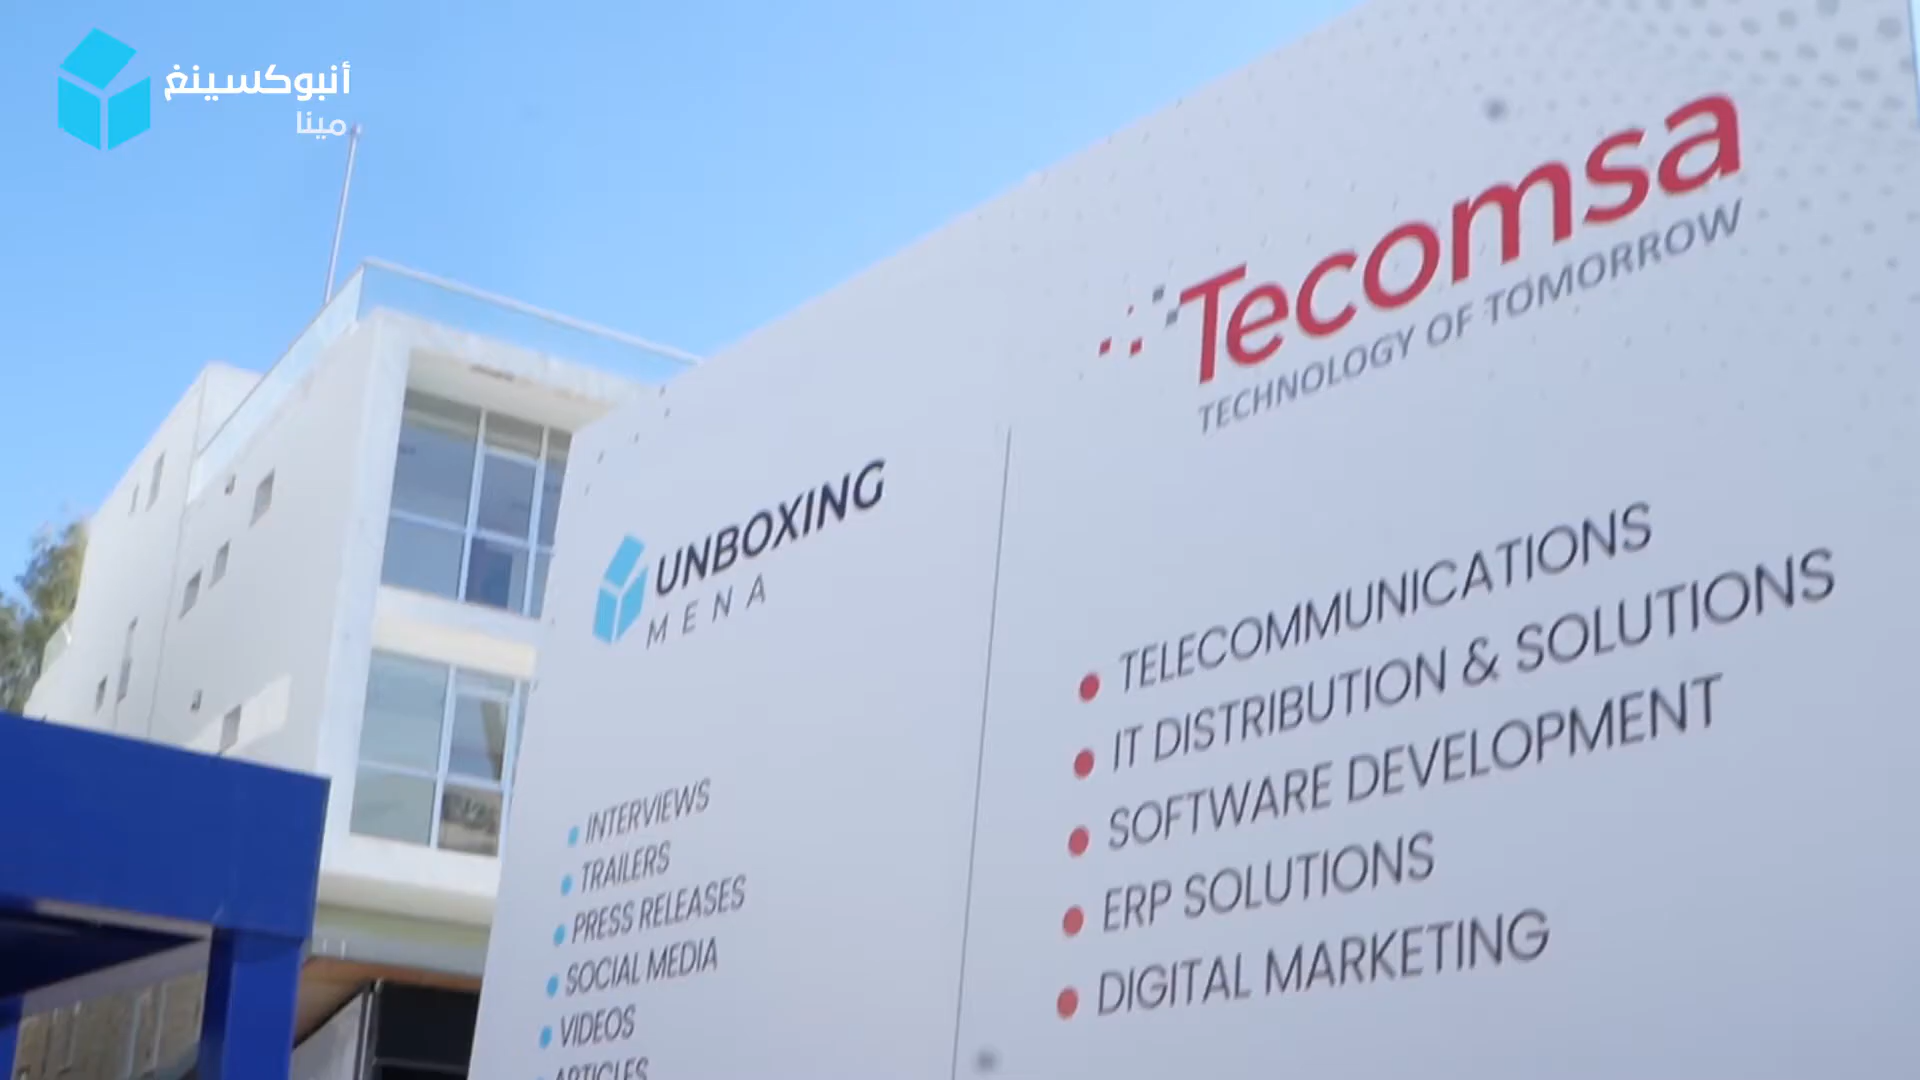 أنبوكسينغ
مينا
UNBOXING
MENA
INTERVIEWS
TRAILERS
PRESS RELEASES
SOCIAL MEDIA
VIDEOS
ARTICLES
Tecomsa
TECHNOLOGY OF TOMORROW
TELECOMMUNICATIONS
IT DISTRIBUTION & SOLUTIONS
SOFTWARE DEVELOPMENT
ERP SOLUTIONS
DIGITAL MARKETING